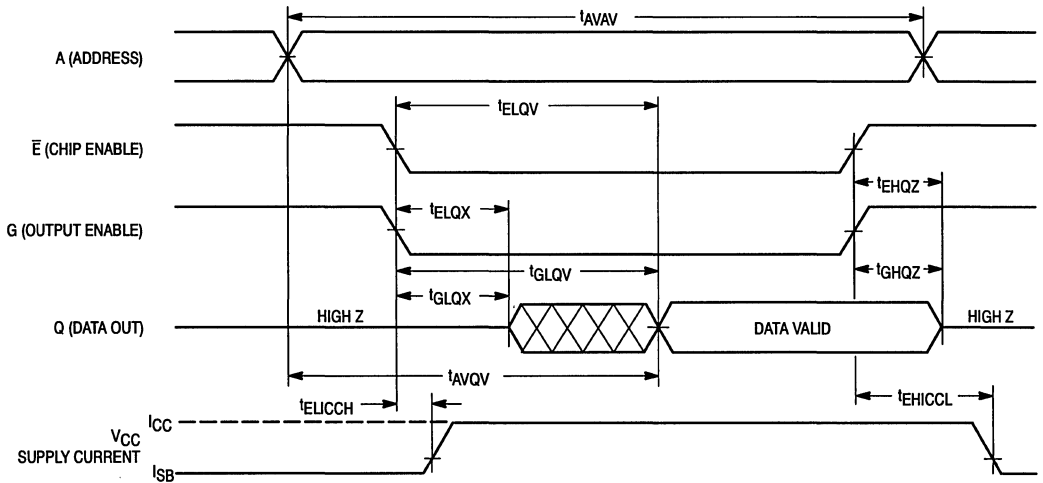 tAVAV
A (ADDRESS)
tELQV
E̅ (CHIP ENABLE)
tEHQZ
tELQX
G (OUTPUT ENABLE)
tGLQV
tGHQZ
tGLQX
HIGH Z
Q (DATA OUT)
DATA VALID
HIGH Z
tAVQV
tELICCH
tEHICCL
ICC
VCC
SUPPLY CURRENT
ISB